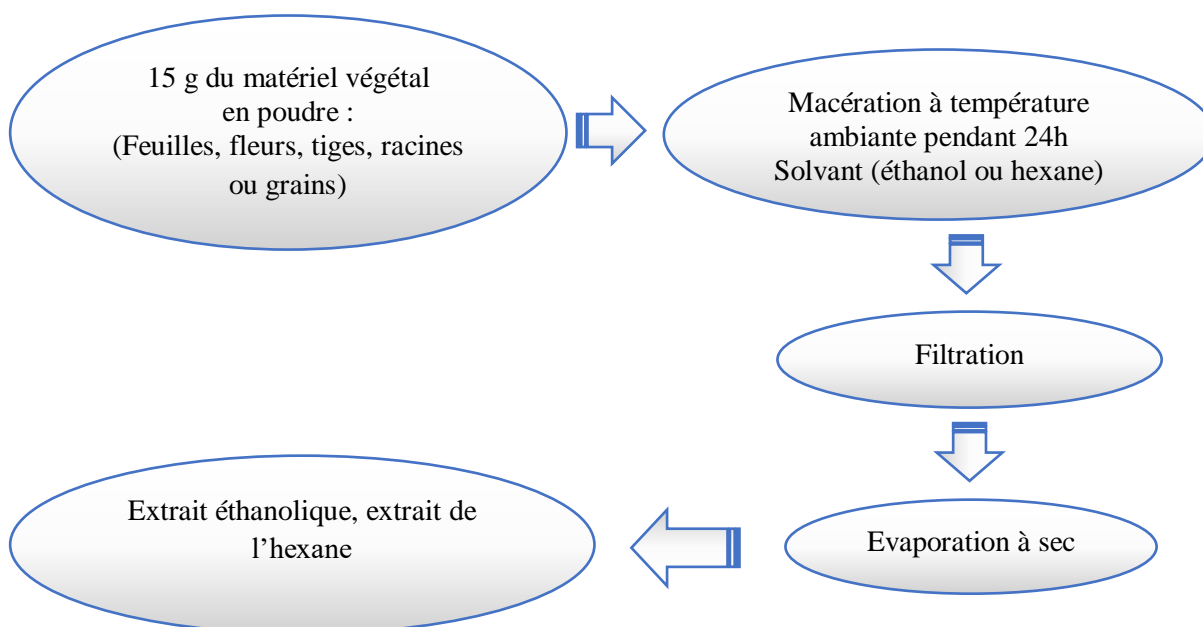 15 g du matériel végétal
en poudre :
(Feuilles, fleurs, tiges, racines
ou grains)
Macération à température
ambiante pendant 24h
Solvant (éthanol ou hexane)
Filtration
Evaporation à sec
Extrait éthanolique, extrait de
l’hexane